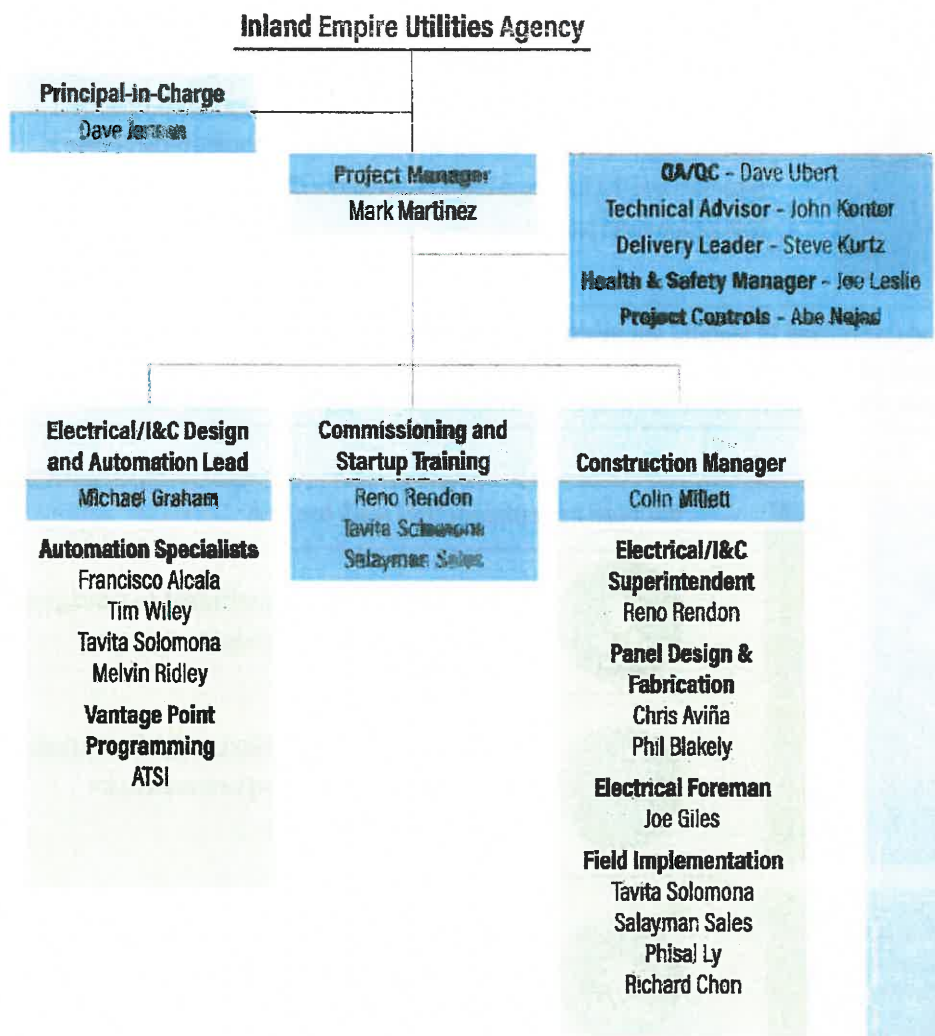 Inland Empire Utilities Agency
Principal-in-Charge
Dave
Project Manager
Mark Martinez
QA/QC - Dave Ubert
Technical Advisor - John Kontor
Delivery Leader - Steve Kurtz
Health & Safety Manager - Joe Leslie
Project Controls - Abe Nejad
Electrical/I&C Design
and Automation Lead
Michael Graham
Automation Specialists
Francisco Alcala
Tim Wiley
Tavita Solomona
Melvin Ridley
Vantage Point
Programming
ATSI
Commissioning and
Startup Training
Reno Rendon
Tavita Solomona
Salayman Sales
Construction Manager
Colin Millett
Electrical/I&C
Superintendent
Reno Rendon
Panel Design &
Fabrication
Chris Aviña
Phil Blakely
Electrical Foreman
Joe Giles
Field Implementation
Tavita Solomona
Salayman Sales
Phisal Ly
Richard Chon